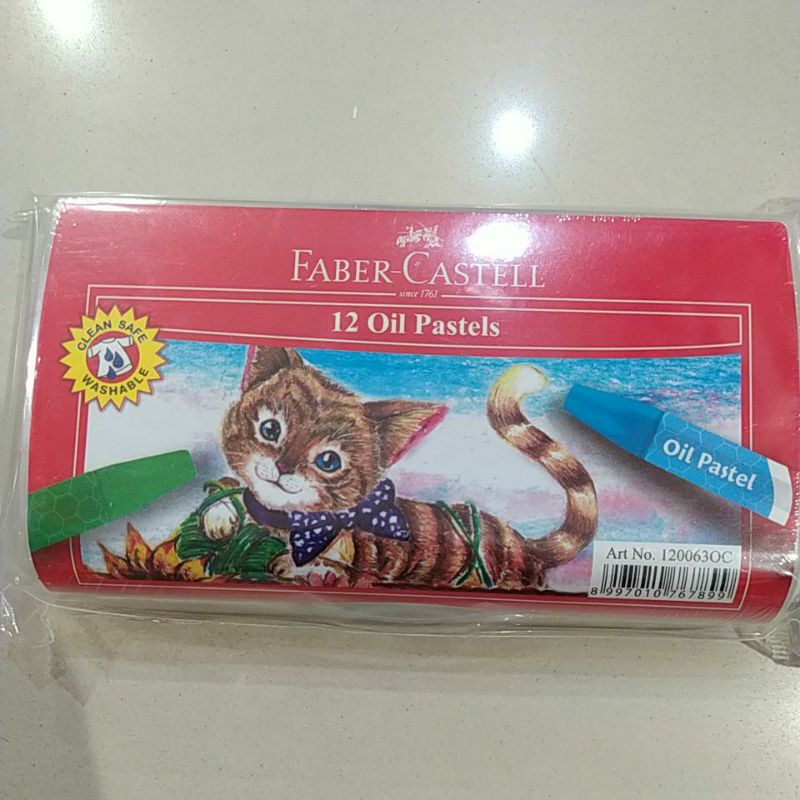 FABER-CASTELL
since 1761
12 Oil Pastels
CLEAN SAFE
WASHABLE
Oil Pastel
Art No. 120063OC
8 997010 767899